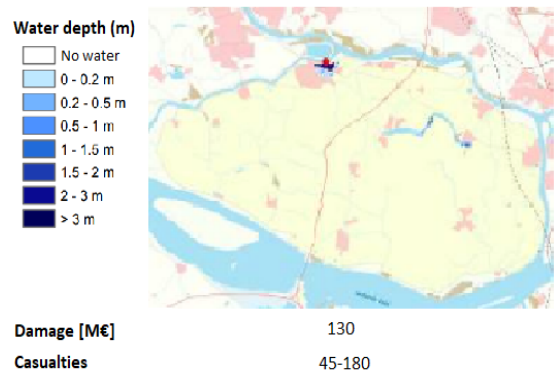 Water depth (m)
No water
0 - 0.2 m
0.2 - 0.5 m
0.5 - 1 m
1 - 1.5 m
1.5 - 2 m
2 - 3 m
> 3 m
Damage [M€] 130
Casualties 45-180